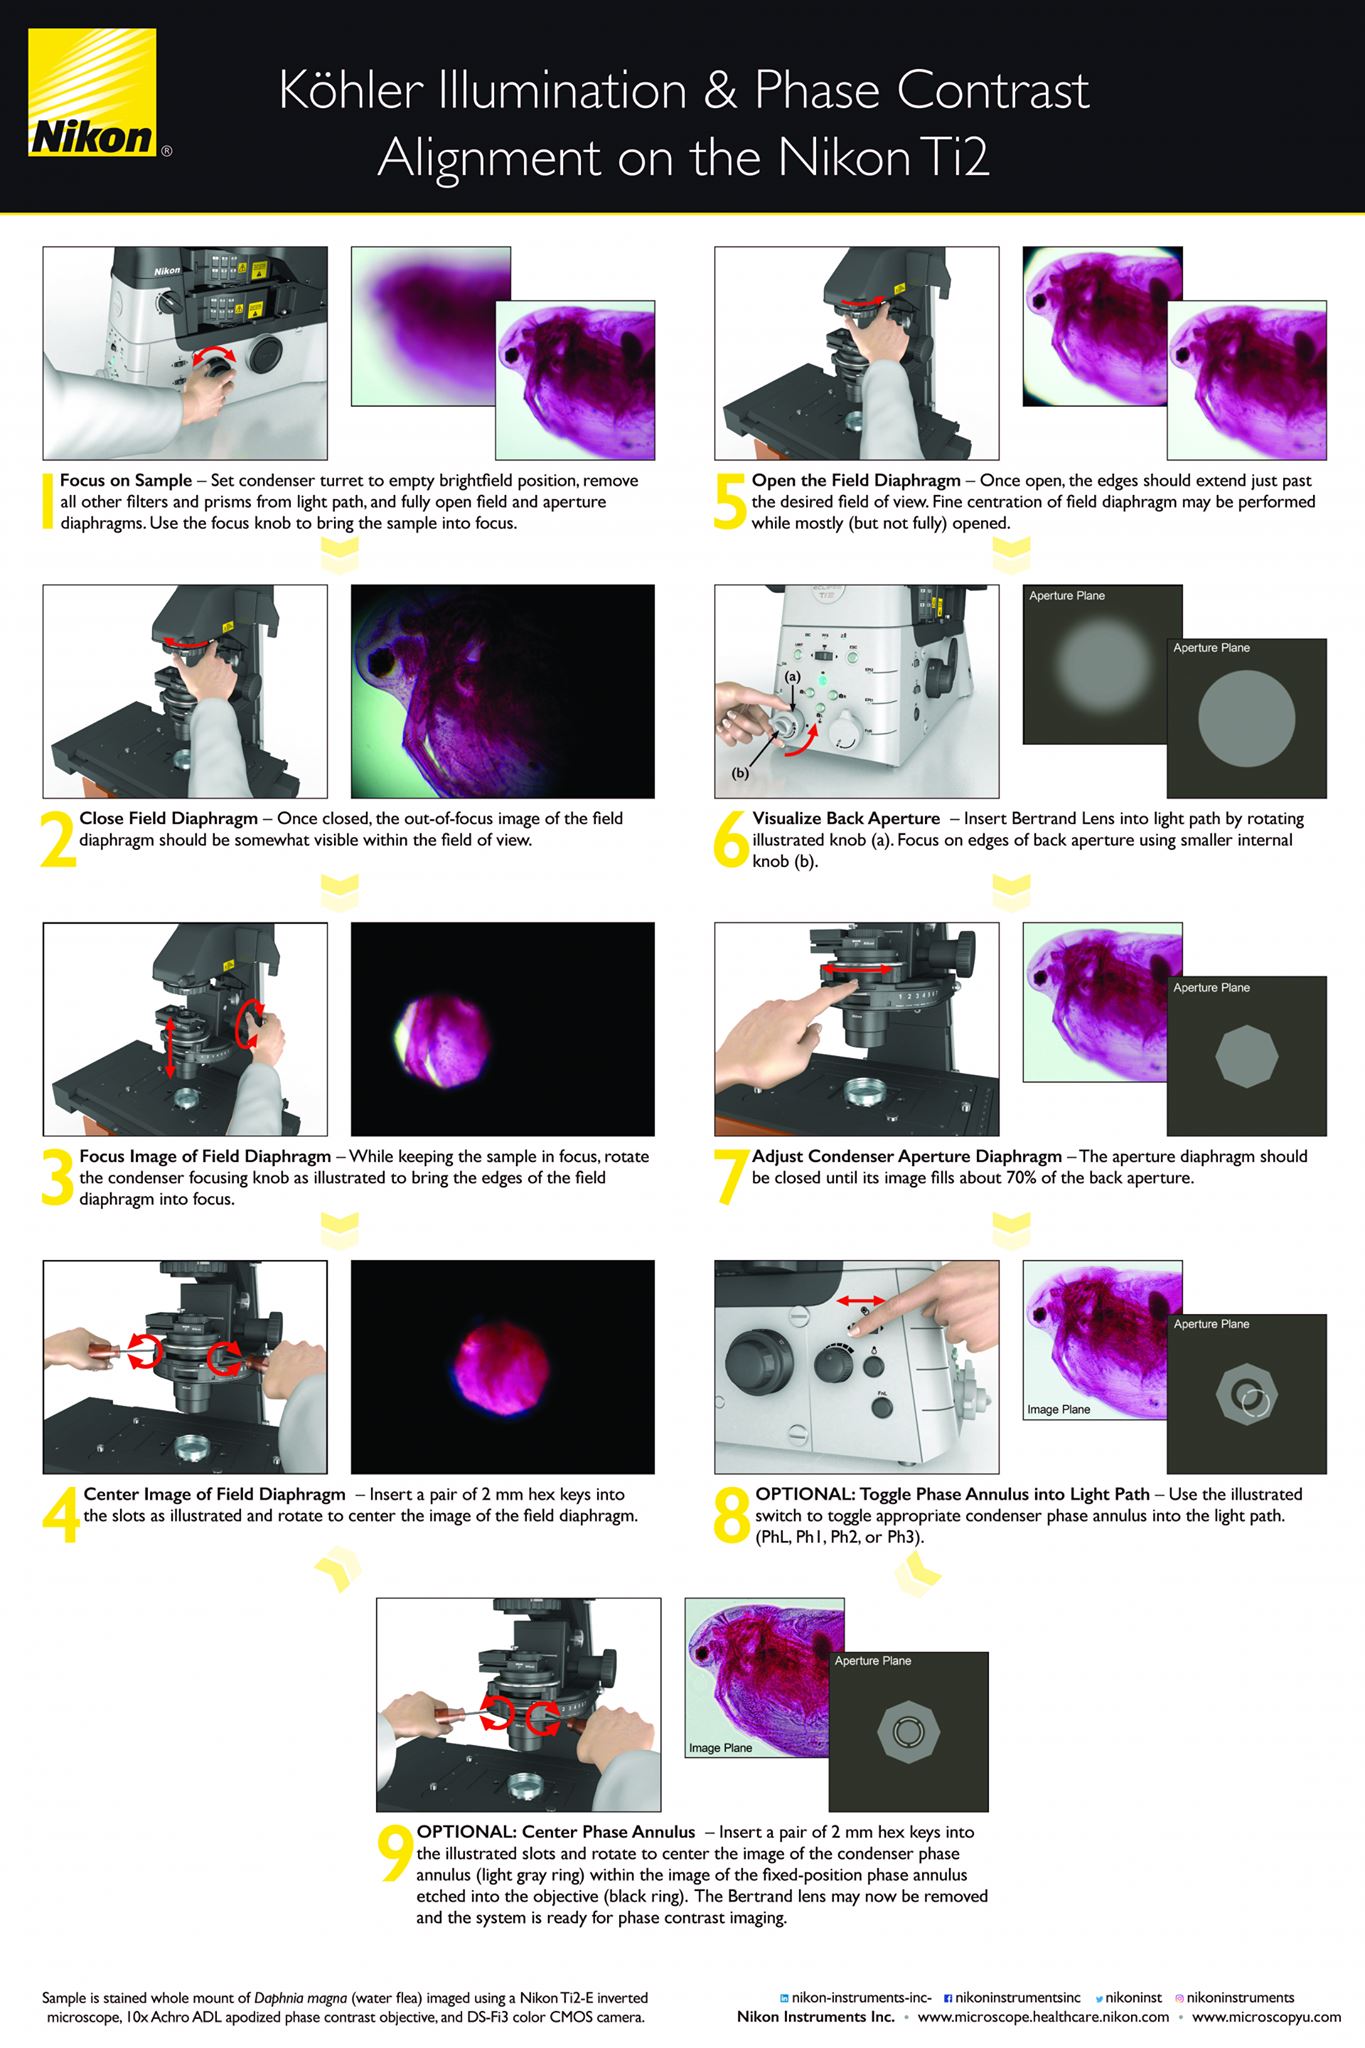 Nikon ®
Köhler Illumination & Phase Contrast
Alignment on the Nikon Ti2
Nikon
1 Focus on Sample – Set condenser turret to empty brightfield position, remove
all other filters and prisms from light path, and fully open field and aperture
diaphragms. Use the focus knob to bring the sample into focus.
2 Close Field Diaphragm – Once closed, the out-of-focus image of the field
diaphragm should be somewhat visible within the field of view.
3 Focus Image of Field Diaphragm – While keeping the sample in focus, rotate
the condenser focusing knob as illustrated to bring the edges of the field
diaphragm into focus.
4 Center Image of Field Diaphragm – Insert a pair of 2 mm hex keys into
the slots as illustrated and rotate to center the image of the field diaphragm.
5 Open the Field Diaphragm – Once open, the edges should extend just past
the desired field of view. Fine centration of field diaphragm may be performed
while mostly (but not fully) opened.
ECLIPSE
Ti2
(a)
(b)
Aperture Plane
Aperture Plane
6 Visualize Back Aperture – Insert Bertrand Lens into light path by rotating
illustrated knob (a). Focus on edges of back aperture using smaller internal
knob (b).
1 2 3 4 5 6 7
Aperture Plane
7 Adjust Condenser Aperture Diaphragm – The aperture diaphragm should
be closed until its image fills about 70% of the back aperture.
FnL
Image Plane
Aperture Plane
8 OPTIONAL: Toggle Phase Annulus into Light Path – Use the illustrated
switch to toggle appropriate condenser phase annulus into the light path.
(PhL, Ph1, Ph2, or Ph3).
Image Plane
Aperture Plane
9 OPTIONAL: Center Phase Annulus – Insert a pair of 2 mm hex keys into
the illustrated slots and rotate to center the image of the condenser phase
annulus (light gray ring) within the image of the fixed-position phase annulus
etched into the objective (black ring). The Bertrand lens may now be removed
and the system is ready for phase contrast imaging.
Sample is stained whole mount of Daphnia magna (water flea) imaged using a Nikon Ti2-E inverted
microscope, 10x Achro ADL apodized phase contrast objective, and DS-Fi3 color CMOS camera.
nikon-instruments-inc- nikoninstrumentsinc nikoninst nikoninstruments
Nikon Instruments Inc. • www.microscope.healthcare.nikon.com • www.microscopyu.com